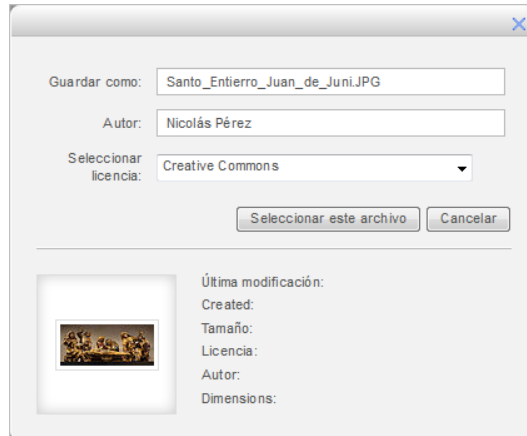 Guardar como: Santo_Entierro_Juan_de_Juni.JPG
Autor: Nicolás Pérez
Seleccionar
licencia: Creative Commons
Seleccionar este archivo Cancelar
Última modificación:
Created:
Tamaño:
Licencia:
Autor:
Dimensions: